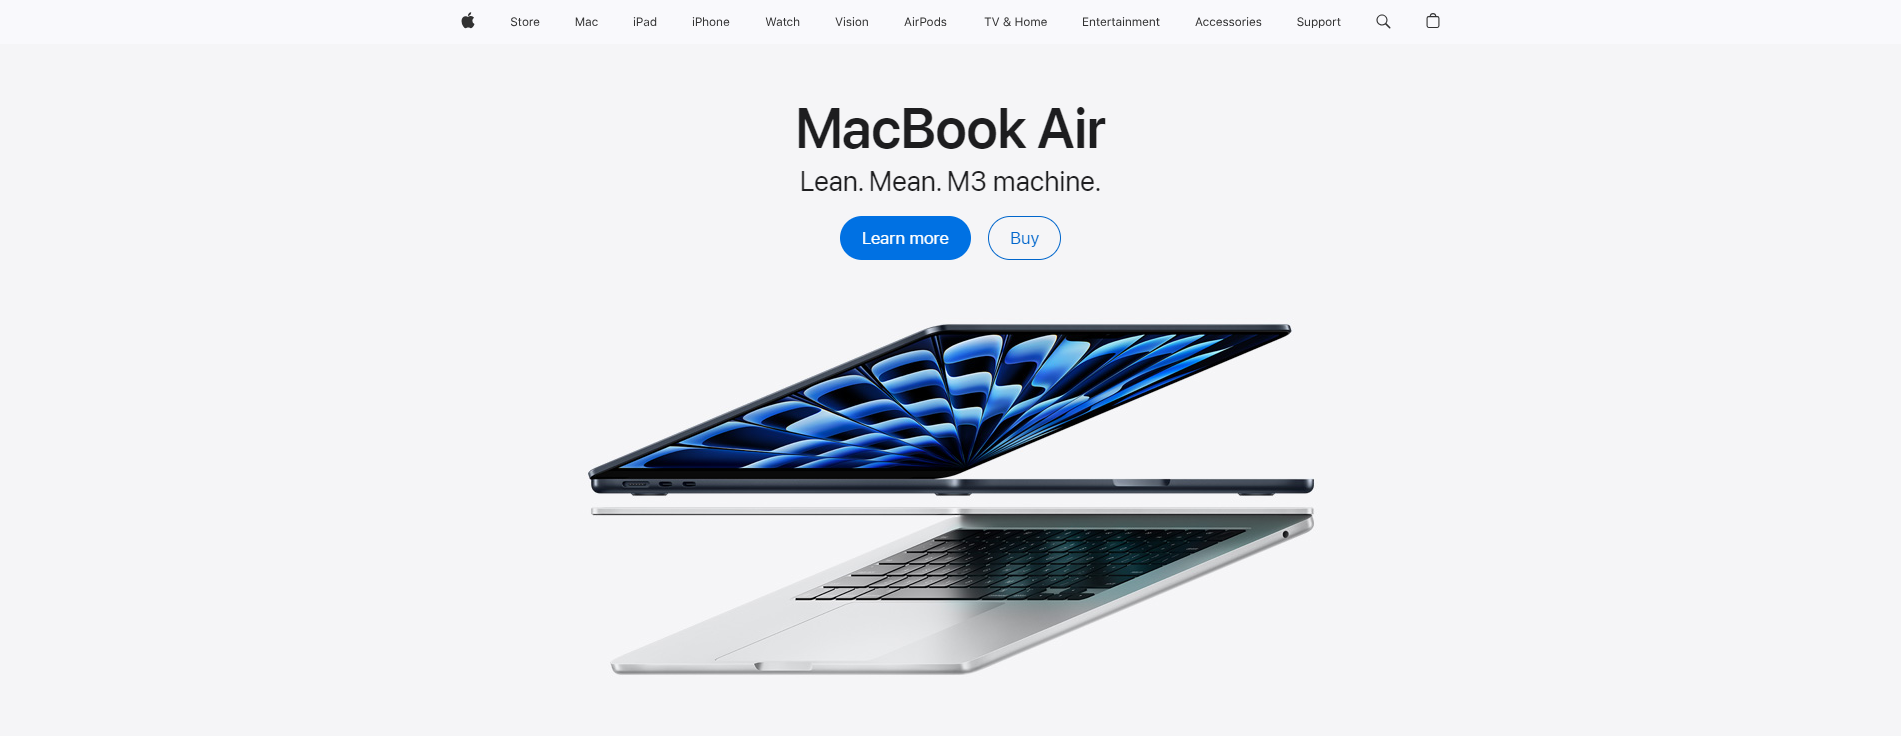 Store Mac iPad iPhone Watch Vision AirPods TV & Home Entertainment Accessories Support
MacBook Air
Lean. Mean. M3 machine.
Learn more Buy